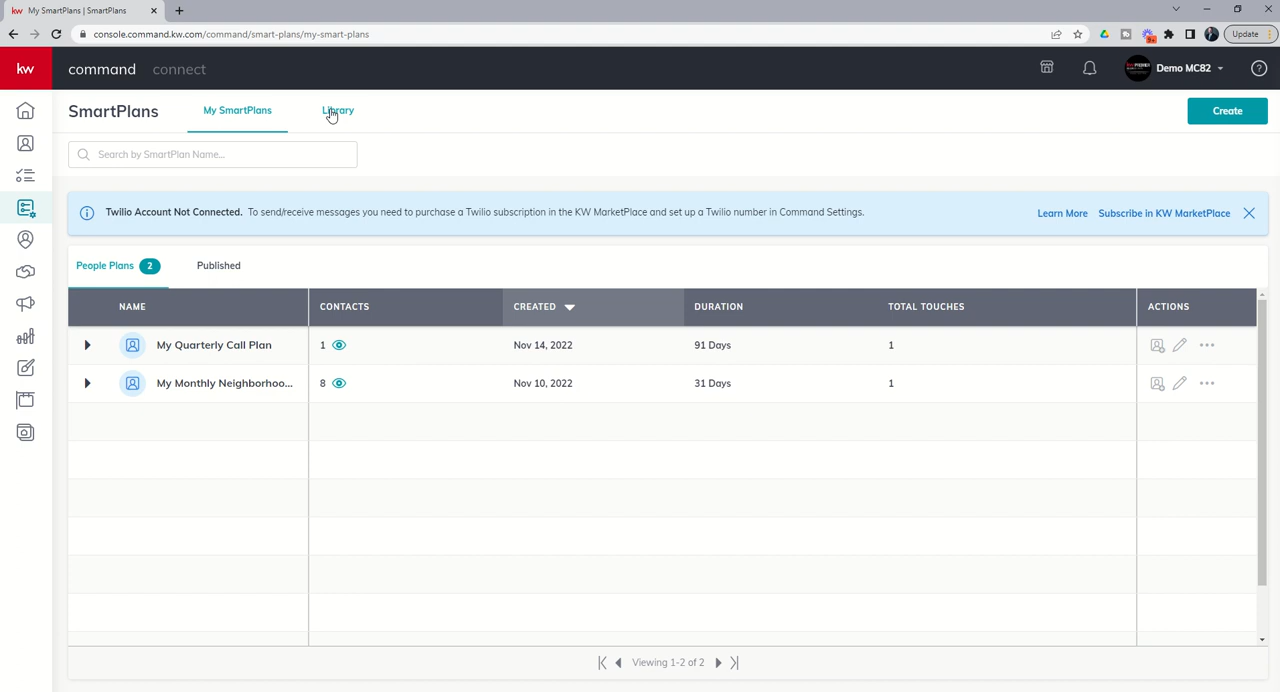 kw My SmartPlans | SmartPlans
console.command.kw.com/command/smart-plans/my-smart-plans
9+
Update
kw command connect
Demo MC82
SmartPlans My SmartPlans Library
Create
Search by SmartPlan Name...
Twilio Account Not Connected. To send/receive messages you need to purchase a Twilio subscription in the KW MarketPlace and set up a Twilio number in Command Settings.
Learn More Subscribe in KW MarketPlace
People Plans 2 Published
NAME CONTACTS CREATED DURATION TOTAL TOUCHES ACTIONS
My Quarterly Call Plan 1 Nov 14, 2022 91 Days 1
My Monthly Neighborhoo... 8 Nov 10, 2022 31 Days 1
Viewing 1-2 of 2